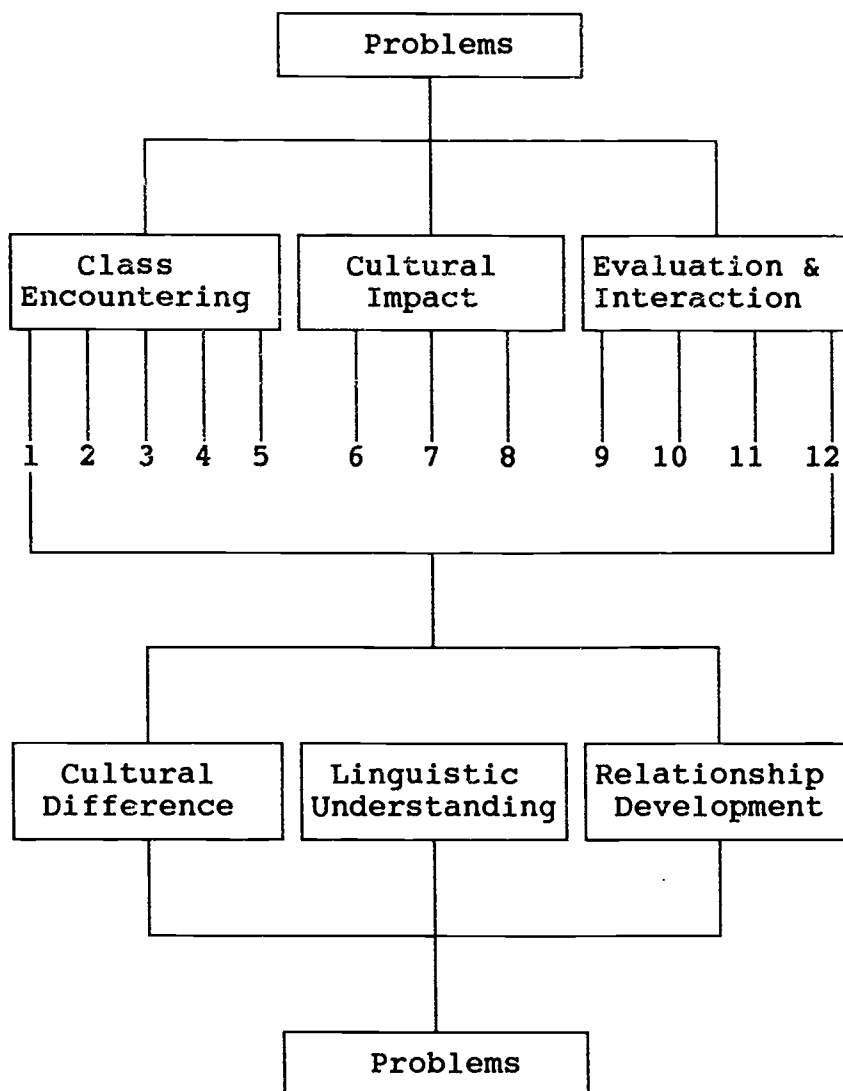 Problems
Class
Encountering
Cultural
Impact
Evaluation &
Interaction
1 2 3 4 5 6 7 8 9 10 11 12
Cultural
Difference
Linguistic
Understanding
Relationship
Development
Problems